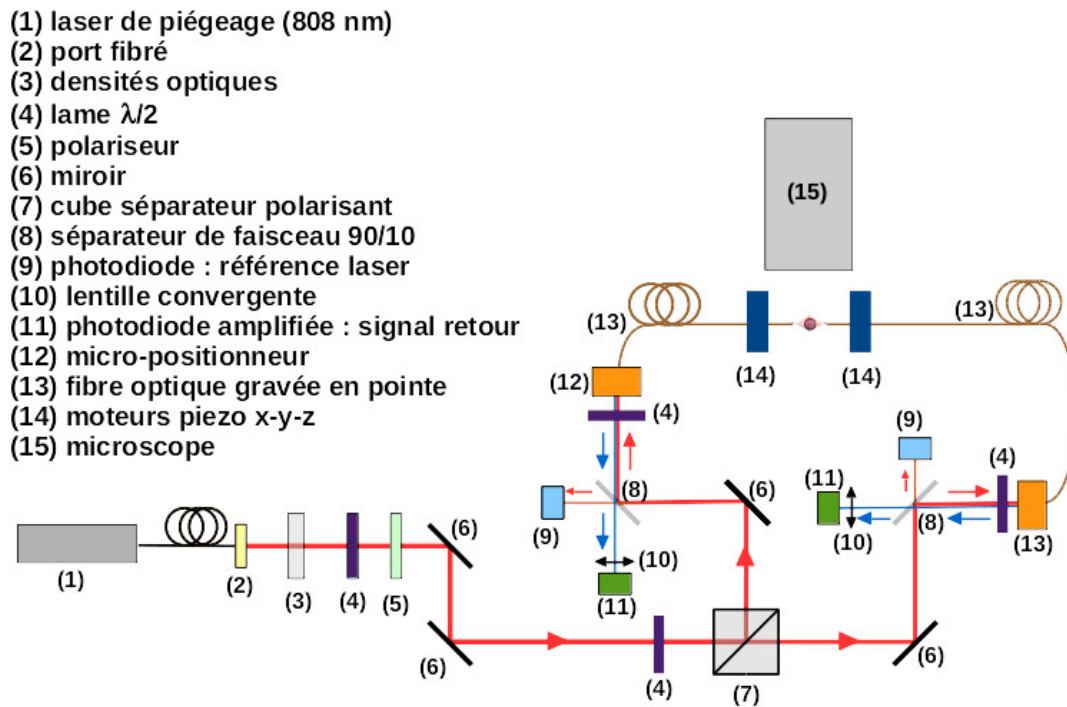 (1) laser de piégeage (808 nm)
(2) port fibré
(3) densités optiques
(4) lame λ/2
(5) polariseur
(6) miroir
(7) cube séparateur polarisant
(8) séparateur de faisceau 90/10
(9) photodiode : référence laser
(10) lentille convergente
(11) photodiode amplifiée : signal retour
(12) micro-positionneur
(13) fibre optique gravée en pointe
(14) moteurs piezo x-y-z
(15) microscope
(15)
(13)
(13)
(14)
(14)
(12)
(4)
(9)
(4)
(11)
(8)
(6)
(10)
(8)
(13)
(9)
(10)
(11)
(6)
(1)
(2)
(3)
(4)
(5)
(6)
(4)
(7)
(6)